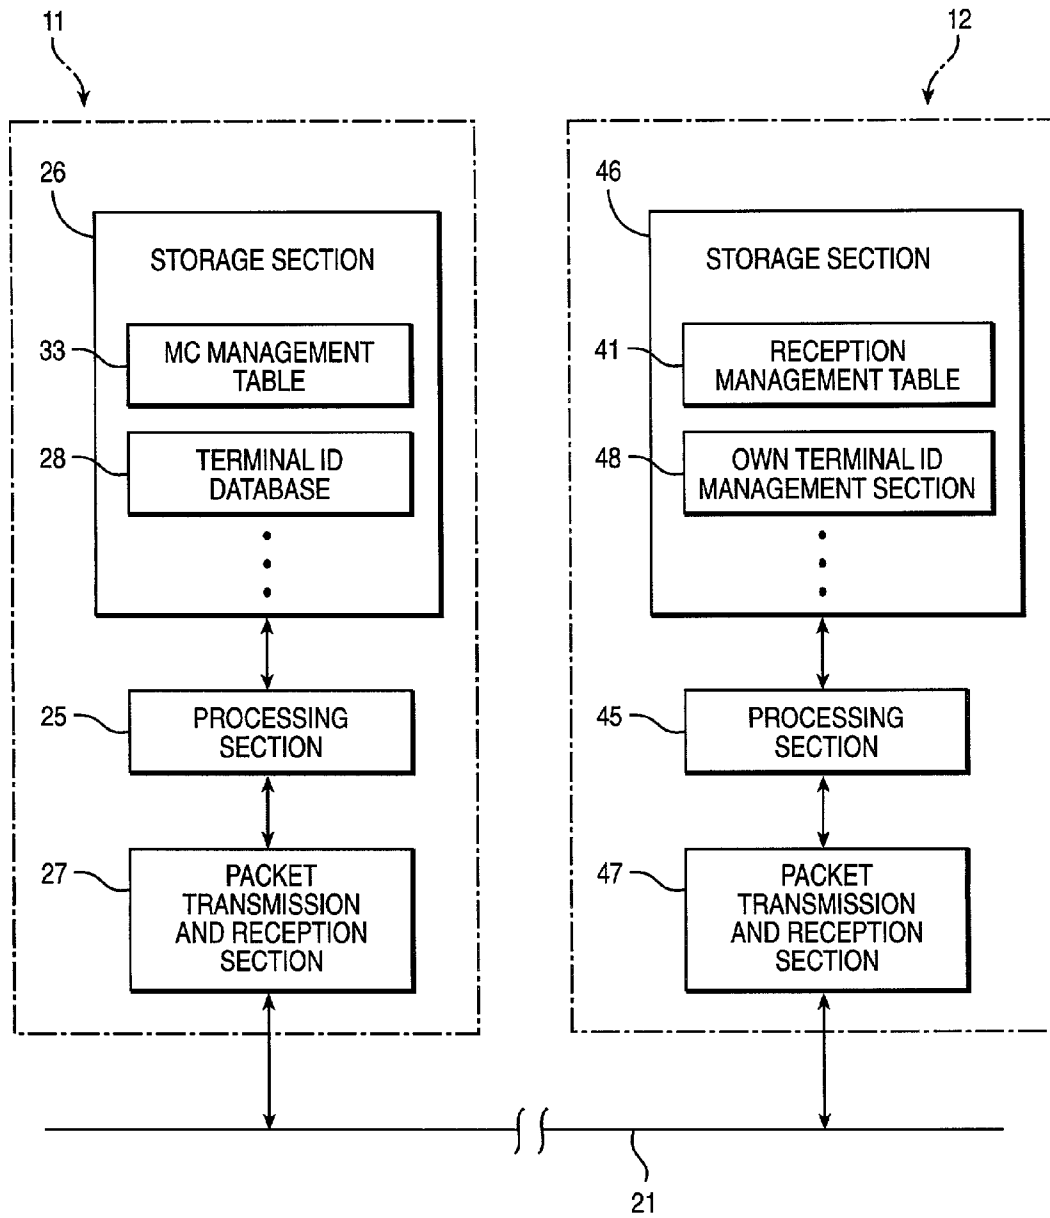 11
12
26
STORAGE SECTION
33
MC MANAGEMENT
TABLE
28
TERMINAL ID
DATABASE
25
PROCESSING
SECTION
27
PACKET
TRANSMISSION
AND RECEPTION
SECTION
46
STORAGE SECTION
41
RECEPTION
MANAGEMENT TABLE
48
OWN TERMINAL ID
MANAGEMENT SECTION
45
PROCESSING
SECTION
47
PACKET
TRANSMISSION
AND RECEPTION
SECTION
21